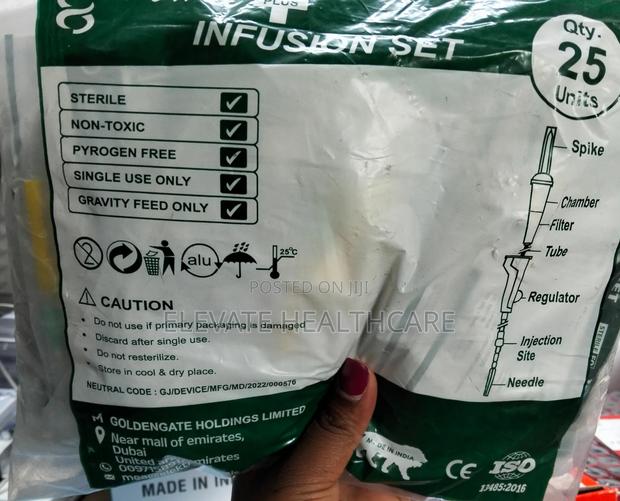 PLUS
INFUSION SET
Qty.
25
Units
STERILE
NON-TOXIC
PYROGEN FREE
SINGLE USE ONLY
GRAVITY FEED ONLY
alu
25°C
Spike
Chamber
Filter
Tube
Regulator
Injection
Site
Needle
POSTED ON JIJI
ELEVATE HEALTHCARE
CAUTION
• Do not use if primary packaging is damaged
• Discard after single use.
• Do not resterilize.
• Store in cool & dry place.
NEUTRAL CODE : GJ/DEVICE/MFG/MD/2022/000576
GOLDENGATE HOLDINGS LIMITED
Near mall of emirates,
Dubai
United
MADE IN INDIA
CE
ISO
13485:2016
MADE IN